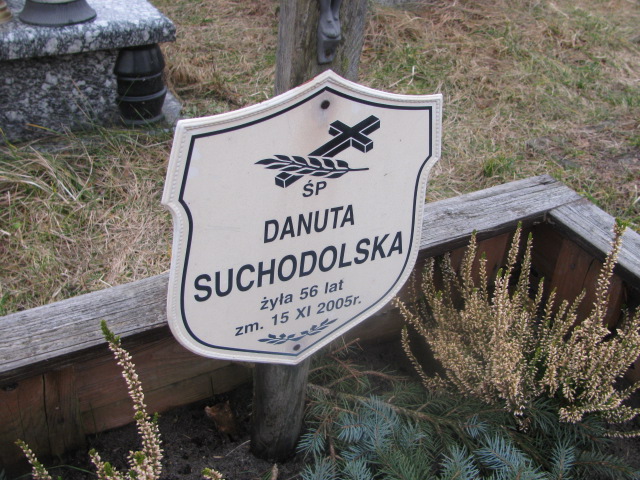 ŚP
DANUTA
SUCHODOLSKA
żyła 56 lat
zm. 15 XI 2005r.